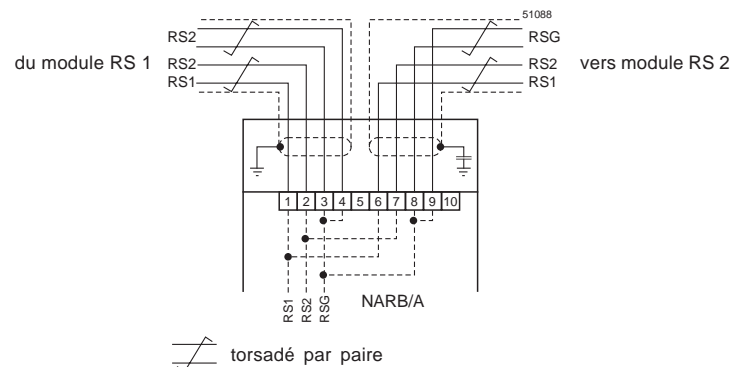 51088
RS2
RSG
du module RS 1
RS2
RS2
vers module RS 2
RS1
RS1
1 2 3 4 5 6 7 8 9 10
RS1
RS2
RSG
NARB/A
torsadé par paire